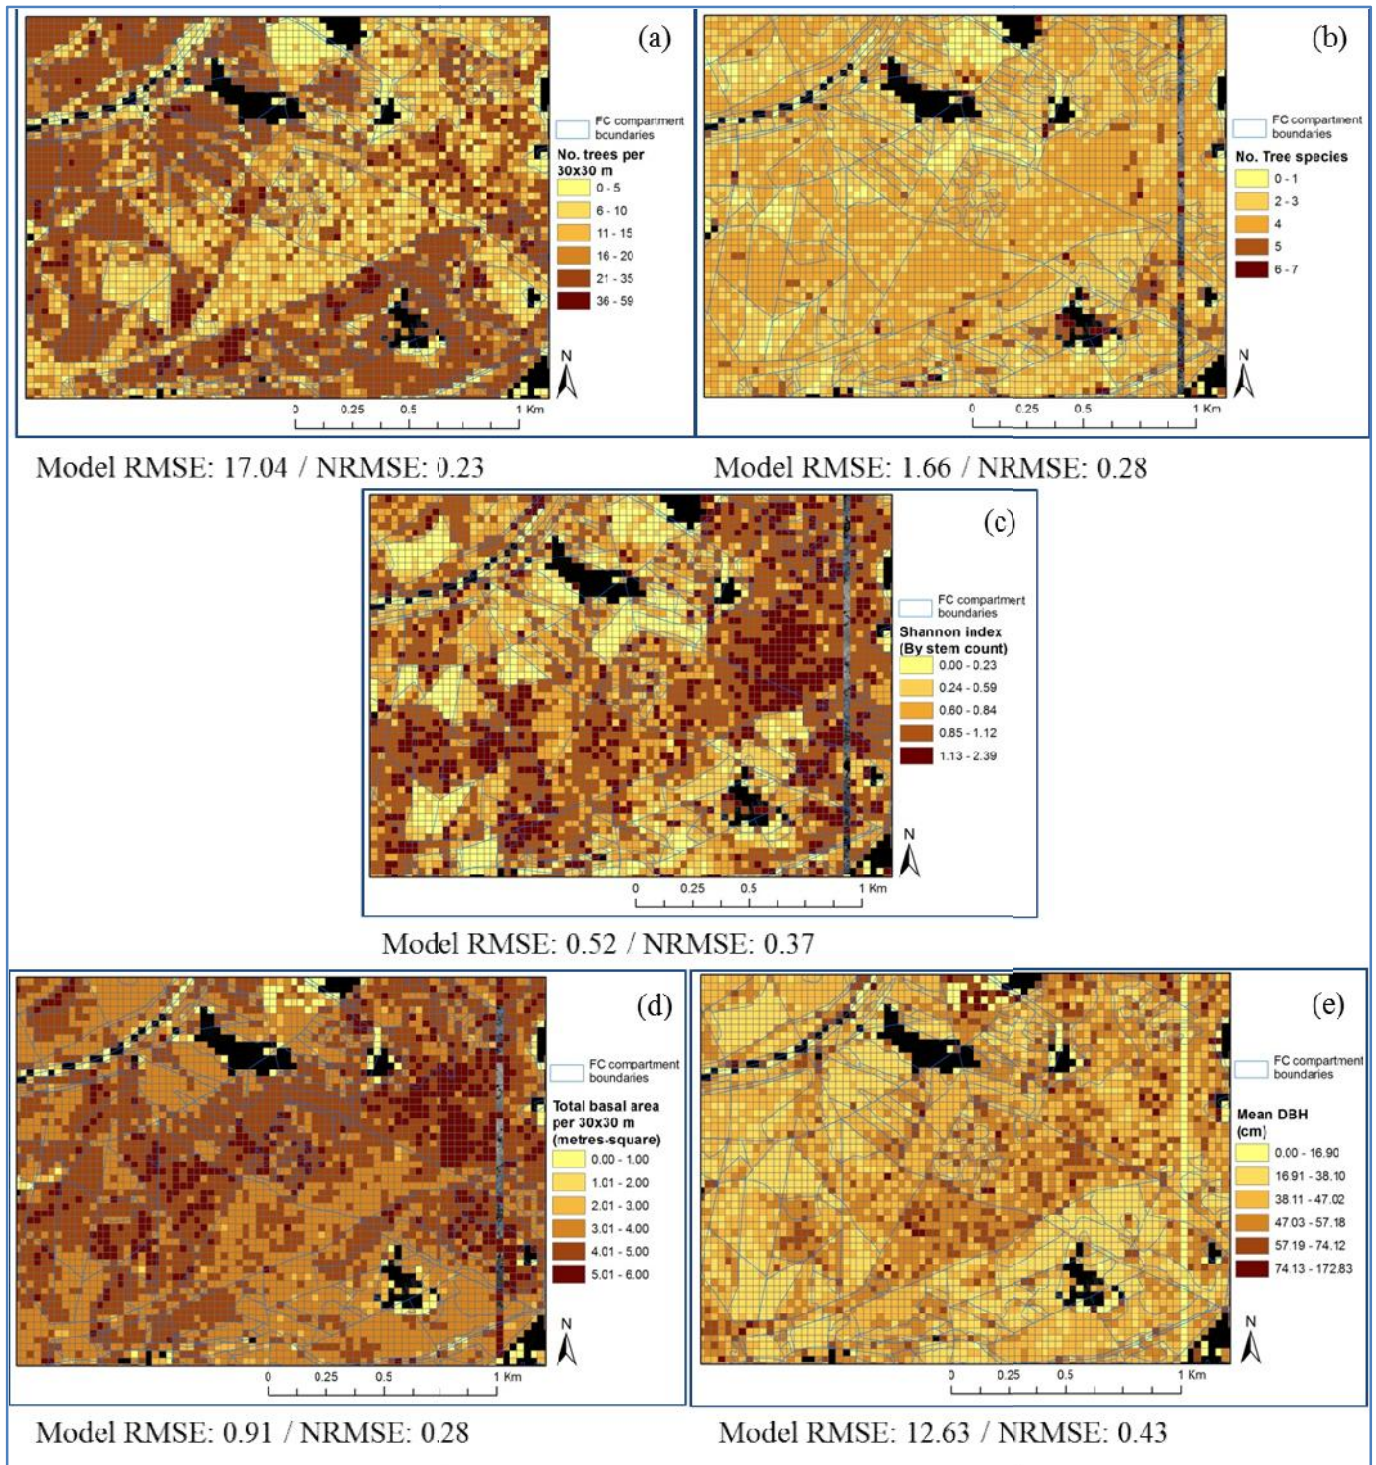 (a)
FC compartment
boundaries
No. trees per
30x30 m
0 - 5
6 - 10
11 - 15
16 - 20
21 - 35
36 - 59
N
0 0.25 0.5 1 Km
(b)
FC compartment
boundaries
No. Tree species
0 - 1
2 - 3
4
5
6 - 7
N
0 0.25 0.5 1 Km
Model RMSE: 17.04 / NRMSE: 0.23
Model RMSE: 1.66 / NRMSE: 0.28
(c)
FC compartment
boundaries
Shannon index
(By stem count)
0.00 - 0.23
0.24 - 0.59
0.60 - 0.84
0.85 - 1.12
1.13 - 2.39
N
0 0.25 0.5 1 Km
Model RMSE: 0.52 / NRMSE: 0.37
(d)
FC compartment
boundaries
Total basal area
per 30x30 m
(metres-square)
0.00 - 1.00
1.01 - 2.00
2.01 - 3.00
3.01 - 4.00
4.01 - 5.00
5.01 - 6.00
N
0 0.25 0.5 1 Km
(e)
FC compartment
boundaries
Mean DBH
(cm)
0.00 - 16.90
16.91 - 38.10
38.11 - 47.02
47.03 - 57.18
57.19 - 74.12
74.13 - 172.83
N
0 0.25 0.5 1 Km
Model RMSE: 0.91 / NRMSE: 0.28
Model RMSE: 12.63 / NRMSE: 0.43